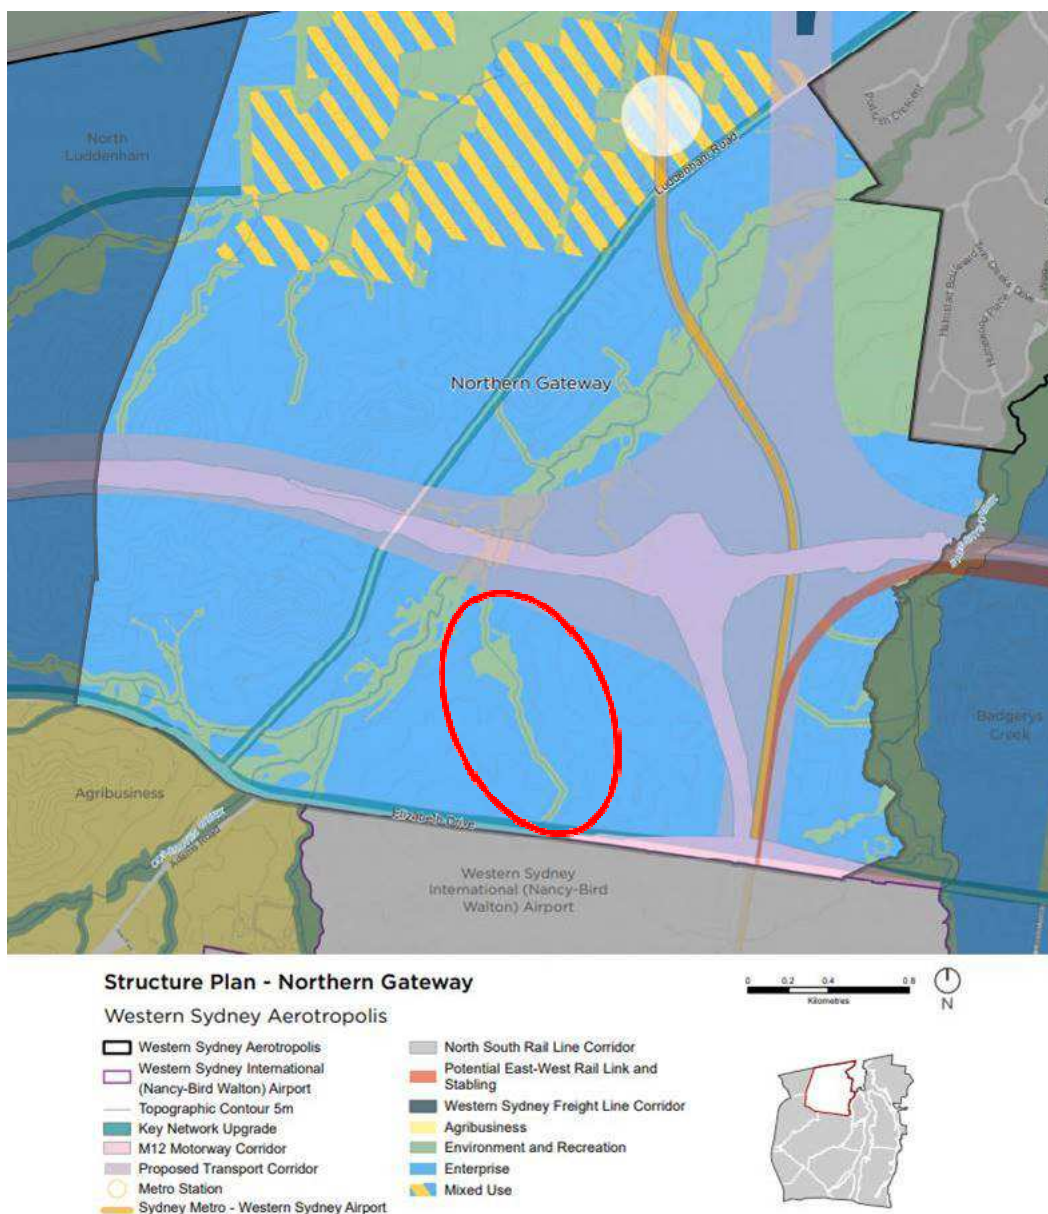 North
Luddenham
Luddenham Road
Northern Gateway
Badgerys
Creek
Agribusiness
Elizabeth Drive
Western Sydney
International (Nancy-Bird
Walton) Airport
Structure Plan - Northern Gateway
Western Sydney Aerotropolis
Western Sydney Aerotropolis
Western Sydney International
(Nancy-Bird Walton) Airport
Topographic Contour 5m
Key Network Upgrade
M12 Motorway Corridor
Proposed Transport Corridor
Metro Station
Sydney Metro - Western Sydney Airport
North South Rail Line Corridor
Potential East-West Rail Link and
Stabling
Western Sydney Freight Line Corridor
Agribusiness
Environment and Recreation
Enterprise
Mixed Use
0 0.2 0.4 0.8
Kilometres
N